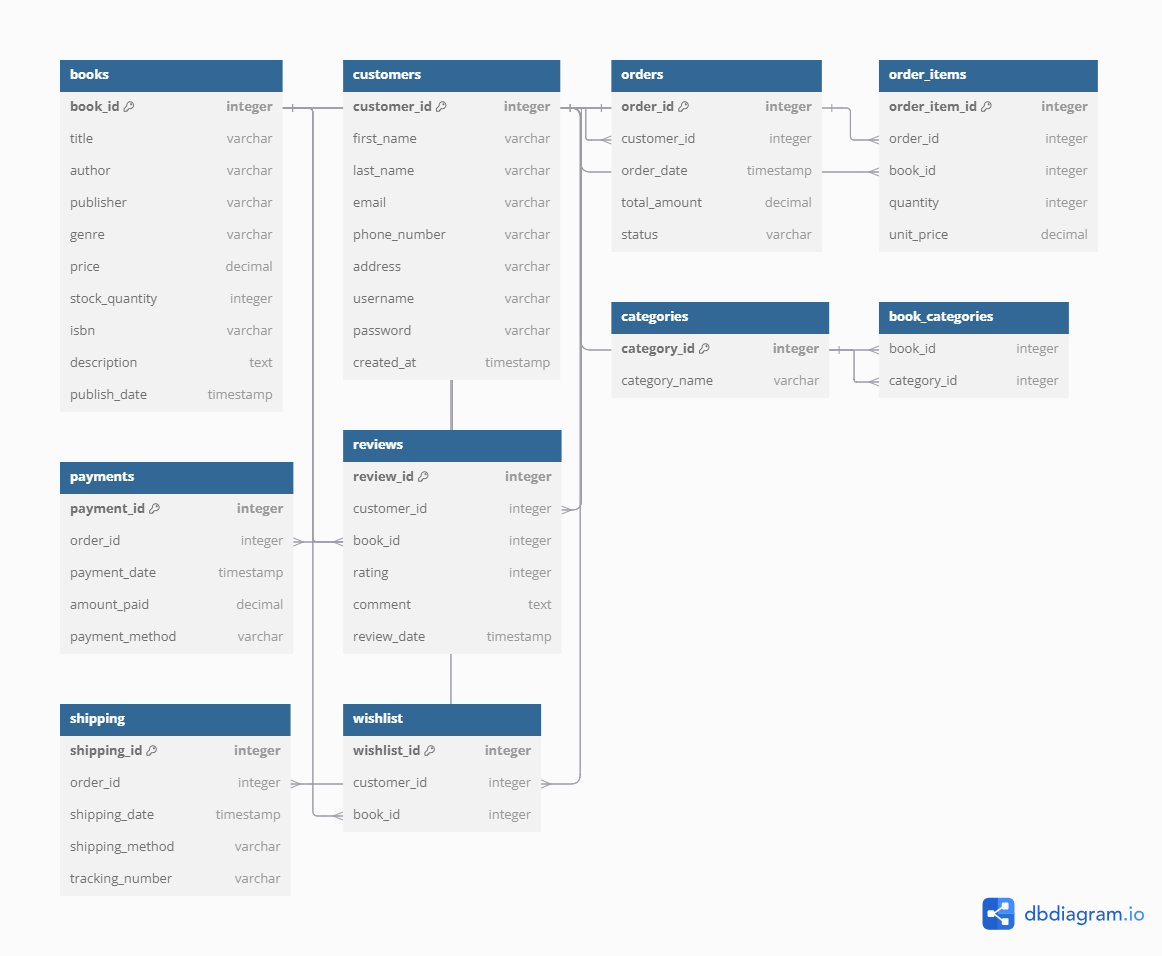 books
book_id integer
title varchar
author varchar
publisher varchar
genre varchar
price decimal
stock_quantity integer
isbn varchar
description text
publish_date timestamp
customers
customer_id integer
first_name varchar
last_name varchar
email varchar
phone_number varchar
address varchar
username varchar
password varchar
created_at timestamp
orders
order_id integer
customer_id integer
order_date timestamp
total_amount decimal
status varchar
order_items
order_item_id integer
order_id integer
book_id integer
quantity integer
unit_price decimal
categories
category_id integer
category_name varchar
book_categories
book_id integer
category_id integer
payments
payment_id integer
order_id integer
payment_date timestamp
amount_paid decimal
payment_method varchar
reviews
review_id integer
customer_id integer
book_id integer
rating integer
comment text
review_date timestamp
shipping
shipping_id integer
order_id integer
shipping_date timestamp
shipping_method varchar
tracking_number varchar
wishlist
wishlist_id integer
customer_id integer
book_id integer
dbdiagram.io